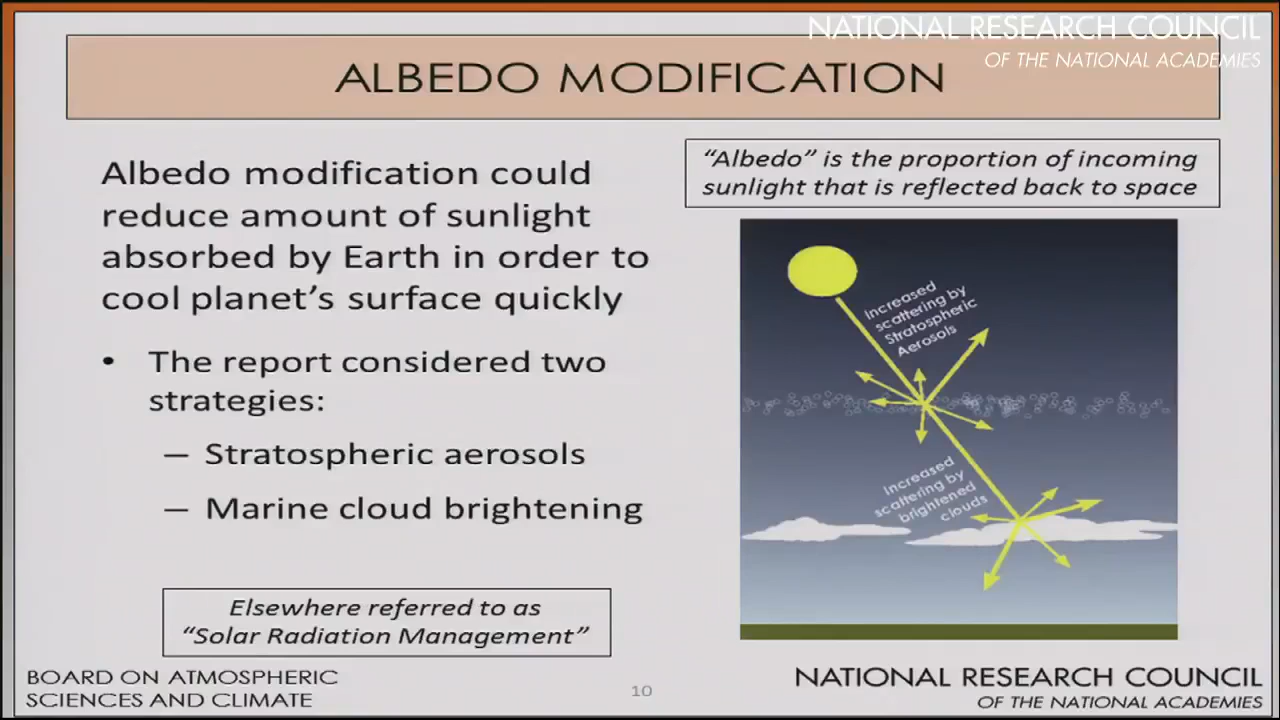 NATIONAL RESEARCH COUNCIL
OF THE NATIONAL ACADEMIES
ALBEDO MODIFICATION
Albedo modification could
reduce amount of sunlight
absorbed by Earth in order to
cool planet’s surface quickly
• The report considered two
strategies:
– Stratospheric aerosols
– Marine cloud brightening
Elsewhere referred to as
“Solar Radiation Management”
“Albedo” is the proportion of incoming
sunlight that is reflected back to space
Increased
scattering by
Stratospheric
Aerosols
Increased
scattering by
brightened
clouds
BOARD ON ATMOSPHERIC
SCIENCES AND CLIMATE
10
NATIONAL RESEARCH COUNCIL
OF THE NATIONAL ACADEMIES